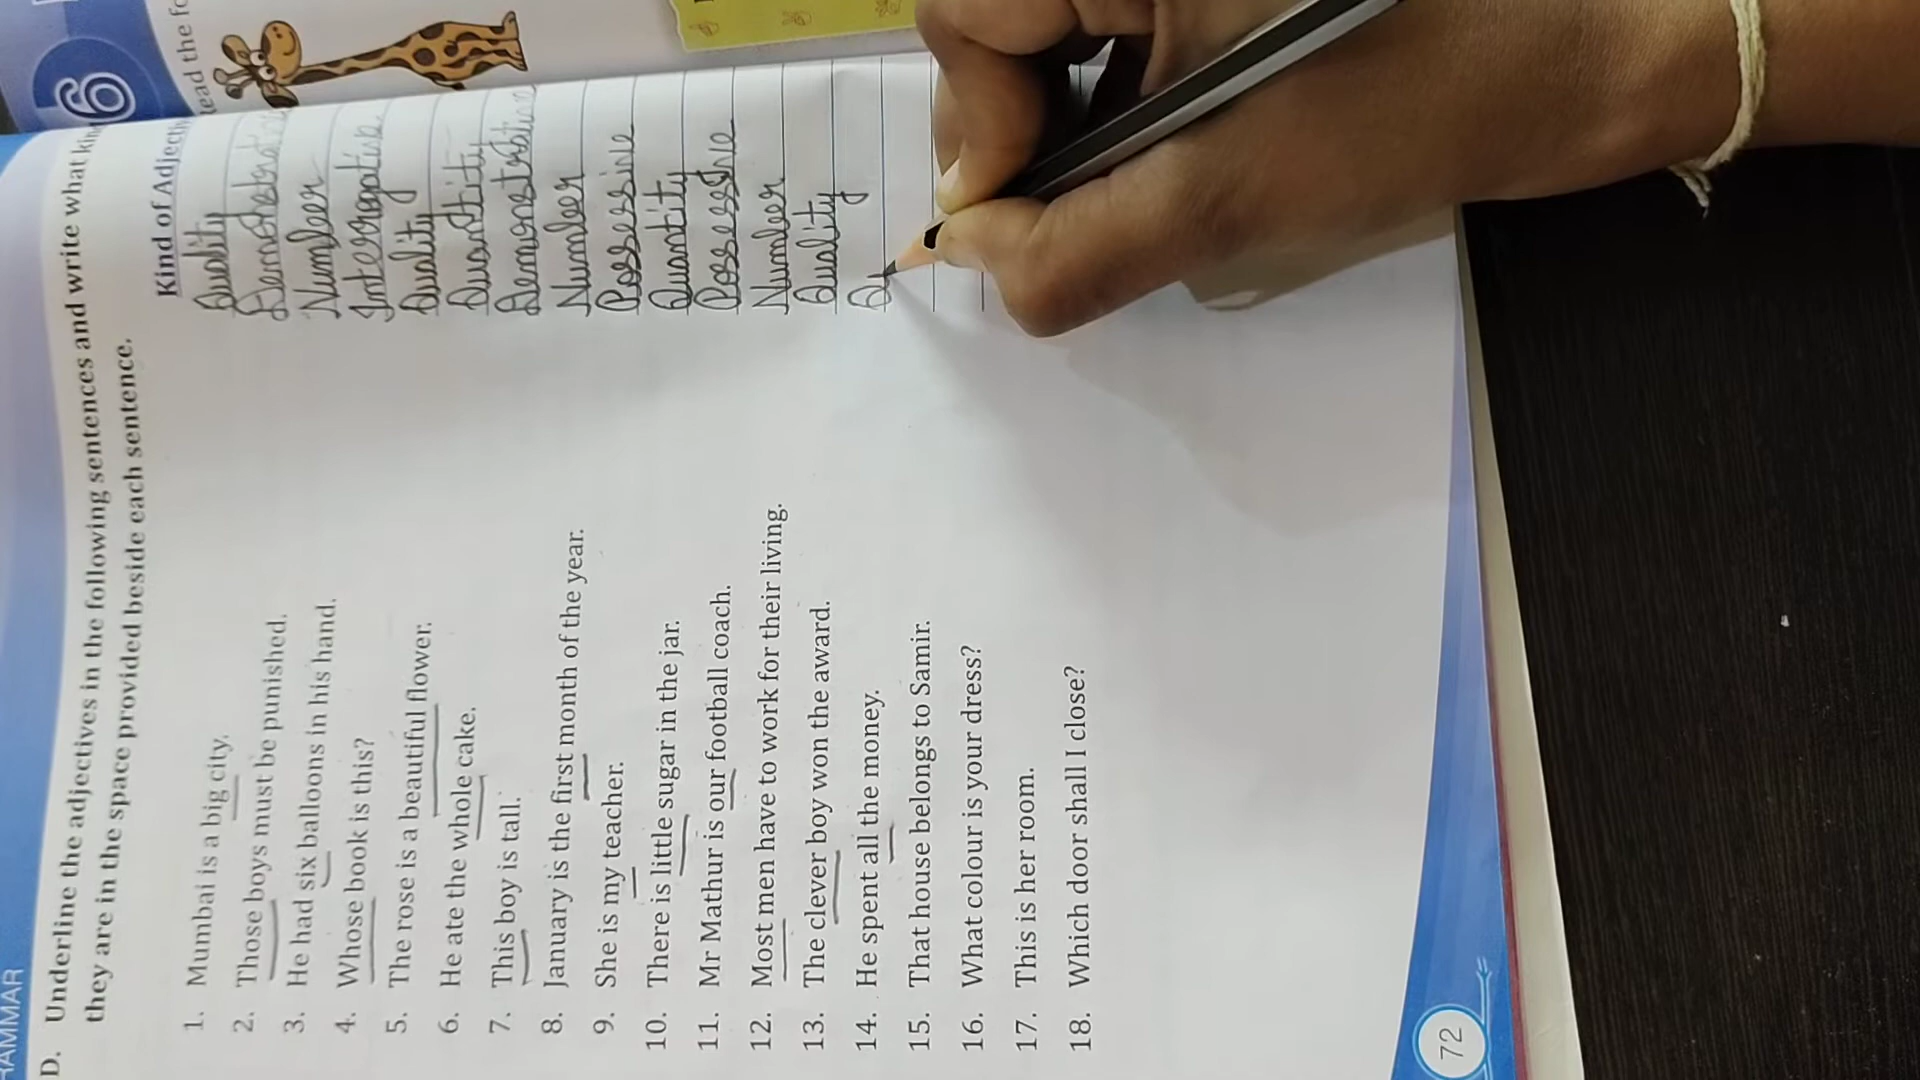 D. Underline the adjectives in the following sentences and write what
they are in the space provided beside each sentence.
Kind of
1. Mumbai is a big city. Quality
2. Those boys must be punished.
3. He had six balloons in his hand. Number
4. Whose book is this? Interrogative
5. The rose is a beautiful flower. Quality
6. He ate the whole cake. Quantity
7. This boy is tall.
8. January is the first month of the year. Number
9. She is my teacher. Possessive
10. There is little sugar in the jar. Quantity
11. Mr Mathur is our football coach. Possessive
12. Most men have to work for their living. Number
13. The clever boy won the award. Quality
14. He spent all the money.
15. That house belongs to Samir.
16. What colour is your dress?
17. This is her room.
18. Which door shall I close?
72
6
ead the